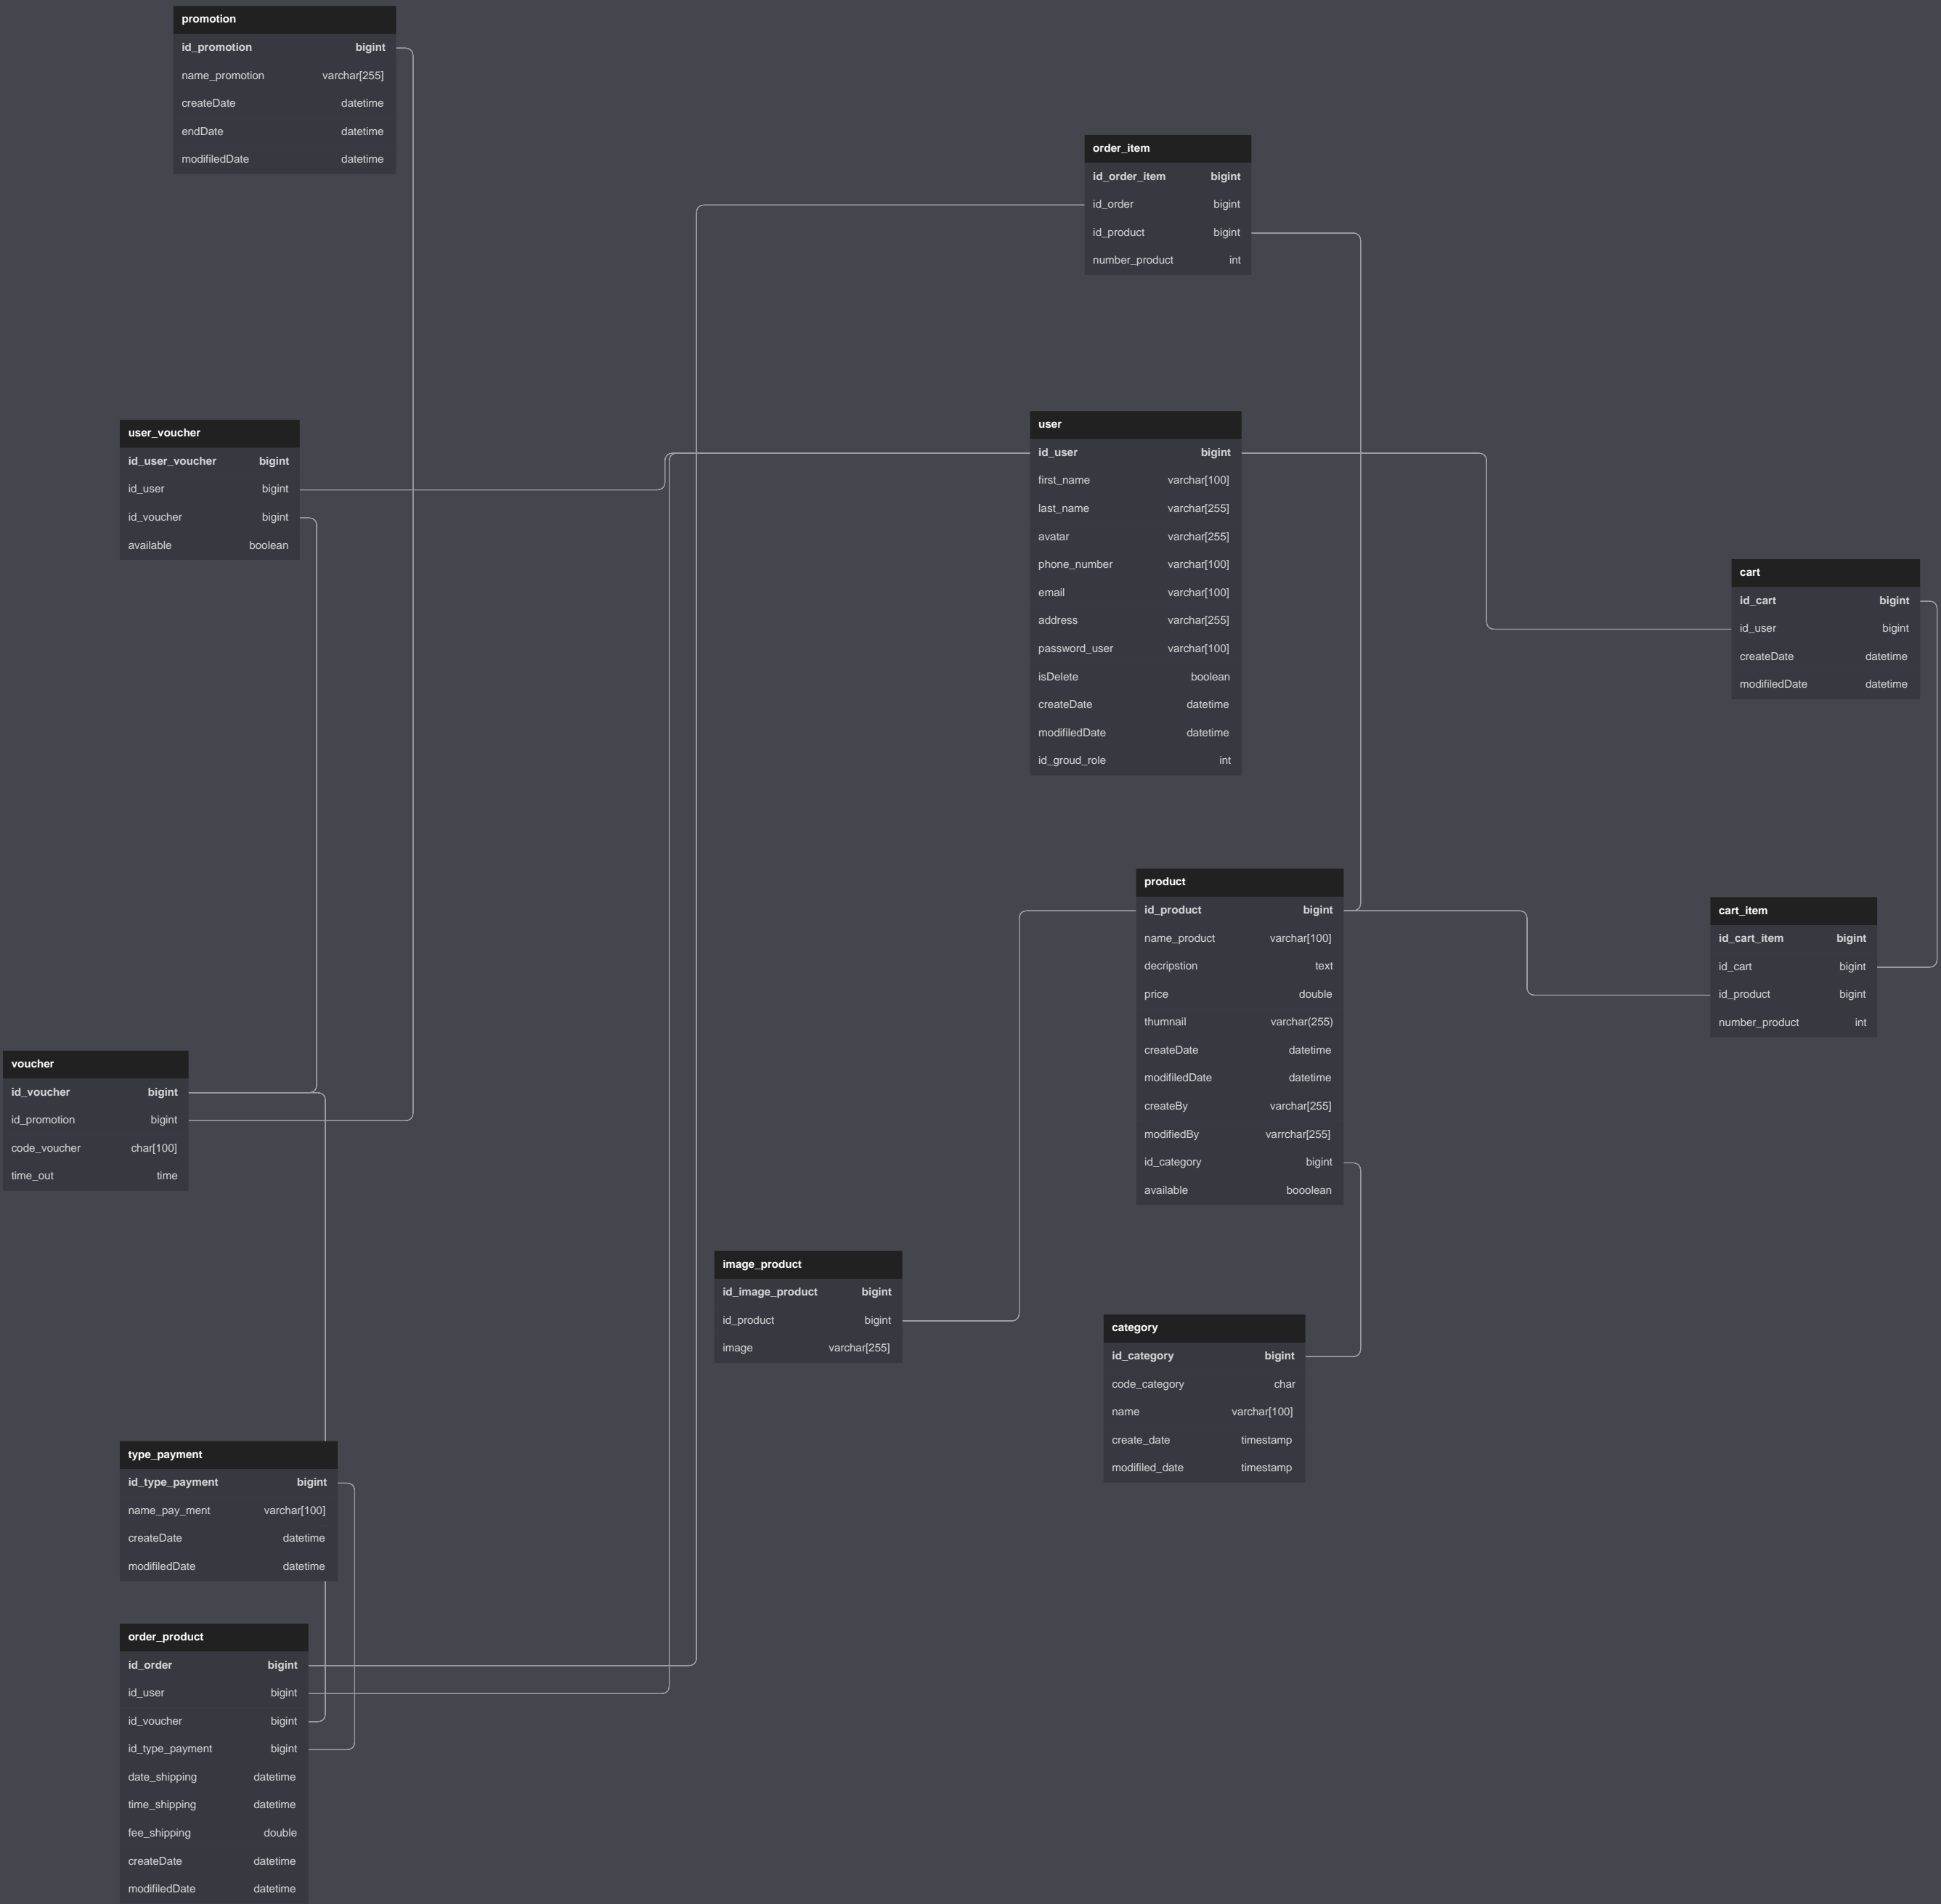 promotion
id_promotion bigint
name_promotion varchar[255]
createDate datetime
endDate datetime
modifiledDate datetime
order_item
id_order_item bigint
id_order bigint
id_product bigint
number_product int
user_voucher
id_user_voucher bigint
id_user bigint
id_voucher bigint
available boolean
user
id_user bigint
first_name varchar[100]
last_name varchar[255]
avatar varchar[255]
phone_number varchar[100]
email varchar[100]
address varchar[255]
password_user varchar[100]
isDelete boolean
createDate datetime
modifiledDate datetime
id_groud_role int
cart
id_cart bigint
id_user bigint
createDate datetime
modifiledDate datetime
product
id_product bigint
name_product varchar[100]
decripstion text
price double
thumnail varchar(255)
createDate datetime
modifiledDate datetime
createBy varchar[255]
modifiedBy varrchar[255]
id_category bigint
available booolean
cart_item
id_cart_item bigint
id_cart bigint
id_product bigint
number_product int
voucher
id_voucher bigint
id_promotion bigint
code_voucher char[100]
time_out time
image_product
id_image_product bigint
id_product bigint
image varchar[255]
category
id_category bigint
code_category char
name varchar[100]
create_date timestamp
modifiled_date timestamp
type_payment
id_type_payment bigint
name_pay_ment varchar[100]
createDate datetime
modifiledDate datetime
order_product
id_order bigint
id_user bigint
id_voucher bigint
id_type_payment bigint
date_shipping datetime
time_shipping datetime
fee_shipping double
createDate datetime
modifiledDate datetime